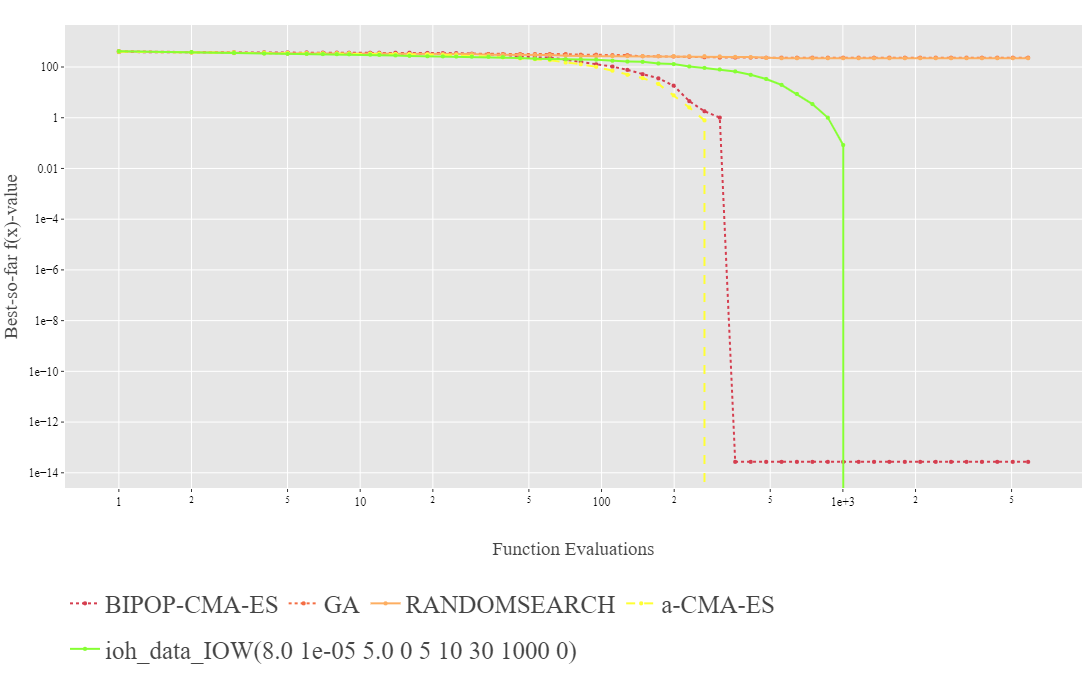 Best-so-far f(x)-value
100
1
0.01
1e−4
1e−6
1e−8
1e−10
1e−12
1e−14
1 2 5 10 2 5 100 2 5 1e+3 2 5
Function Evaluations
BIPOP-CMA-ES GA RANDOMSEARCH a-CMA-ES
ioh_data_IOW(8.0 1e-05 5.0 0 5 10 30 1000 0)